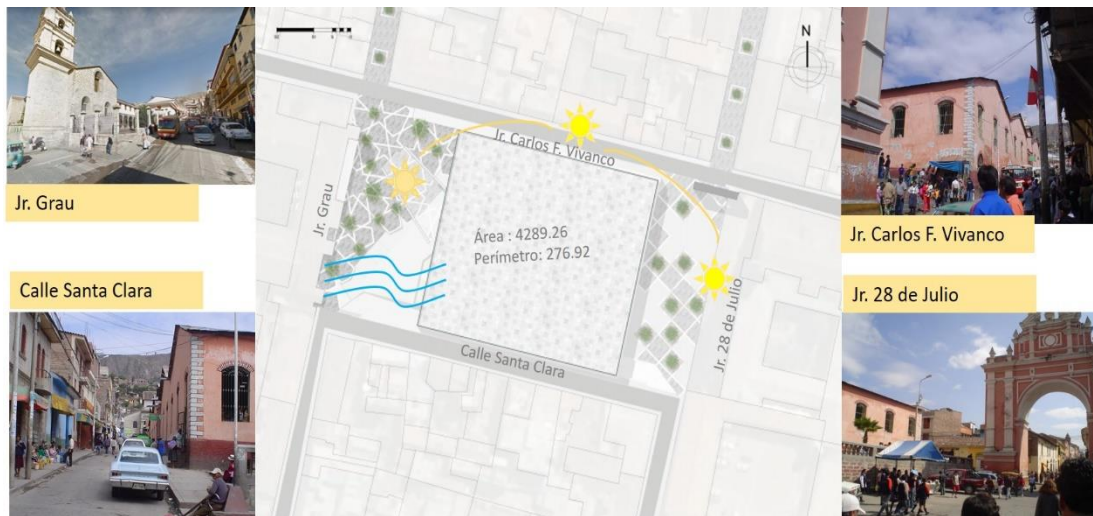 Jr. Grau
Calle Santa Clara
N
Jr. Carlos F. Vivanco
Jr. Grau
Área : 4289.26
Perímetro: 276.92
Calle Santa Clara
Jr. 28 de Julio
Jr. Carlos F. Vivanco
Jr. 28 de Julio